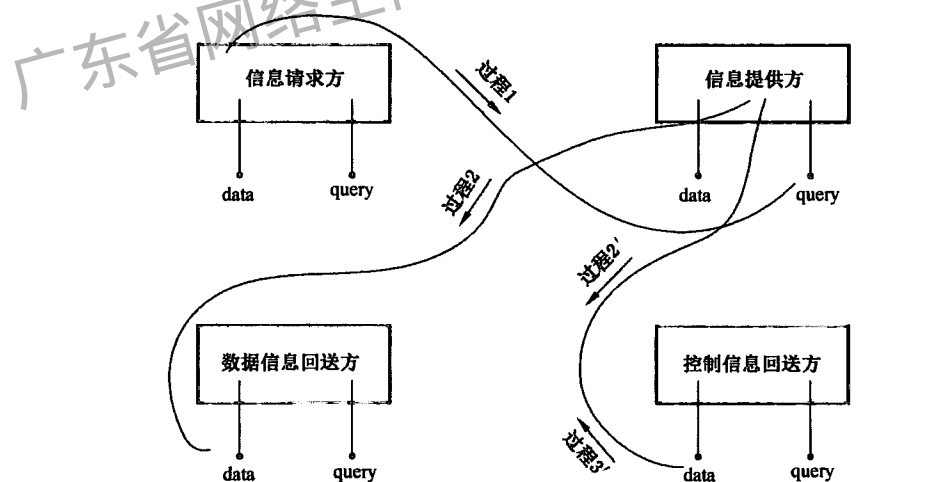 广东省网络空
信息请求方
信息提供方
过程1
data
query
过程2
data
query
过程2′
数据信息回送方
控制信息回送方
过程3′
data
query
data
query